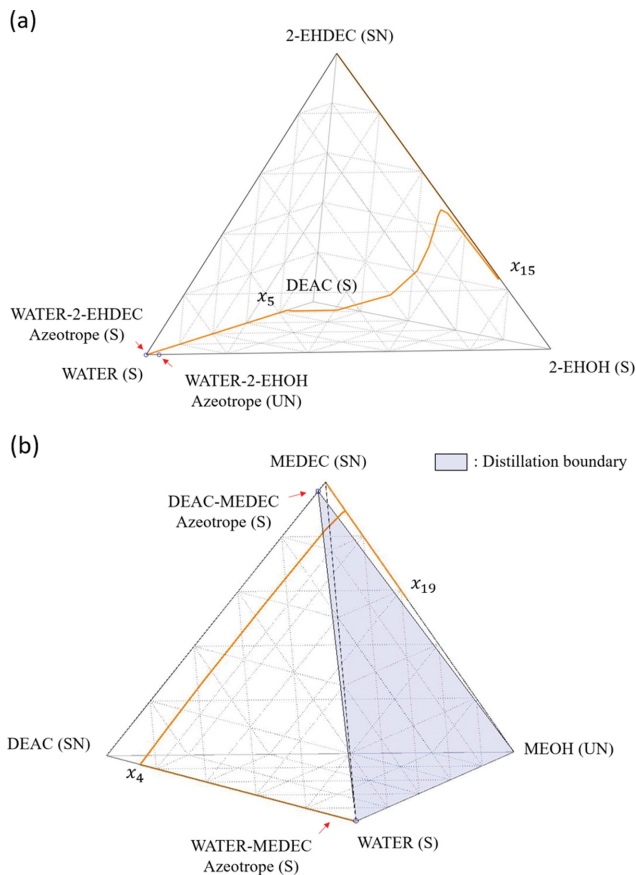 (a)
2-EHDEC (SN)
x15
DEAC (S)
x5
WATER-2-EHDEC
Azeotrope (S)
WATER (S)
WATER-2-EHOH
Azeotrope (UN)
2-EHOH (S)
(b)
MEDEC (SN)
: Distillation boundary
DEAC-MEDEC
Azeotrope (S)
x19
DEAC (SN)
x4
MEOH (UN)
WATER-MEDEC
Azeotrope (S)
WATER (S)